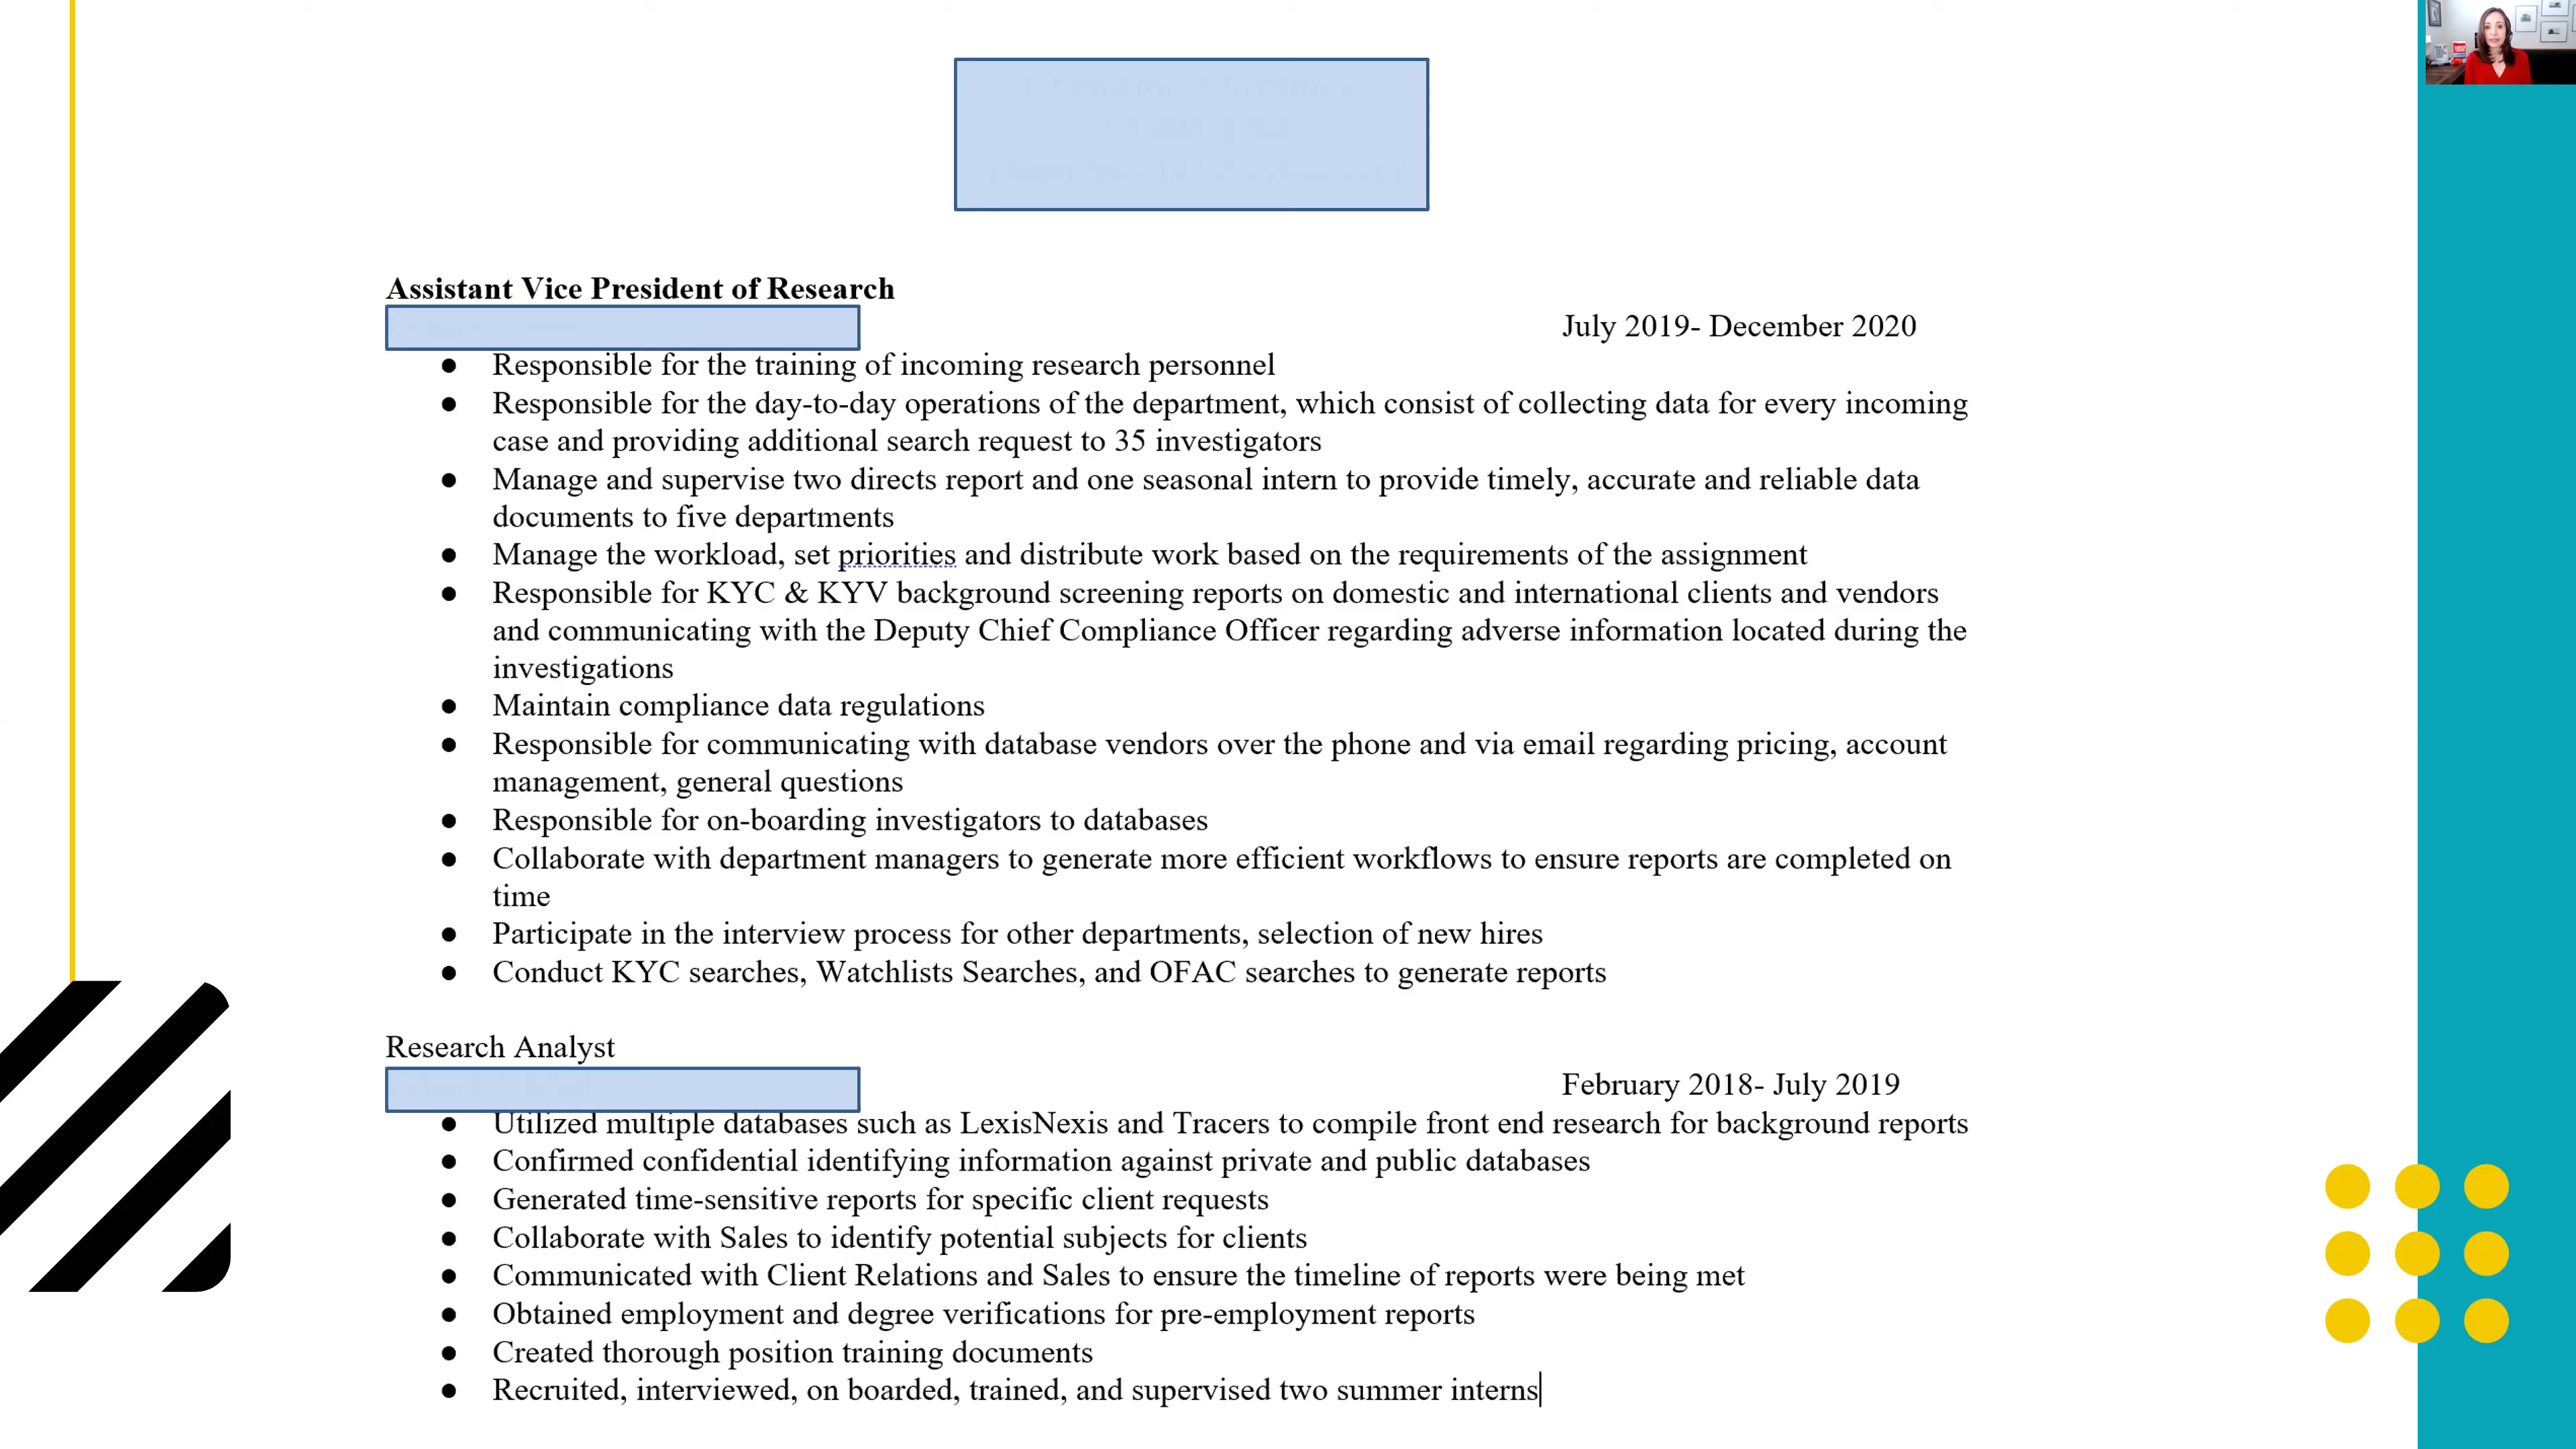 Assistant Vice President of Research
July 2019- December 2020
● Responsible for the training of incoming research personnel
● Responsible for the day-to-day operations of the department, which consist of collecting data for every incoming
case and providing additional search request to 35 investigators
● Manage and supervise two directs report and one seasonal intern to provide timely, accurate and reliable data
documents to five departments
● Manage the workload, set priorities and distribute work based on the requirements of the assignment
● Responsible for KYC & KYV background screening reports on domestic and international clients and vendors
and communicating with the Deputy Chief Compliance Officer regarding adverse information located during the
investigations
● Maintain compliance data regulations
● Responsible for communicating with database vendors over the phone and via email regarding pricing, account
management, general questions
● Responsible for on-boarding investigators to databases
● Collaborate with department managers to generate more efficient workflows to ensure reports are completed on
time
● Participate in the interview process for other departments, selection of new hires
● Conduct KYC searches, Watchlists Searches, and OFAC searches to generate reports
Research Analyst
February 2018- July 2019
● Utilized multiple databases such as LexisNexis and Tracers to compile front end research for background reports
● Confirmed confidential identifying information against private and public databases
● Generated time-sensitive reports for specific client requests
● Collaborate with Sales to identify potential subjects for clients
● Communicated with Client Relations and Sales to ensure the timeline of reports were being met
● Obtained employment and degree verifications for pre-employment reports
● Created thorough position training documents
● Recruited, interviewed, on boarded, trained, and supervised two summer interns